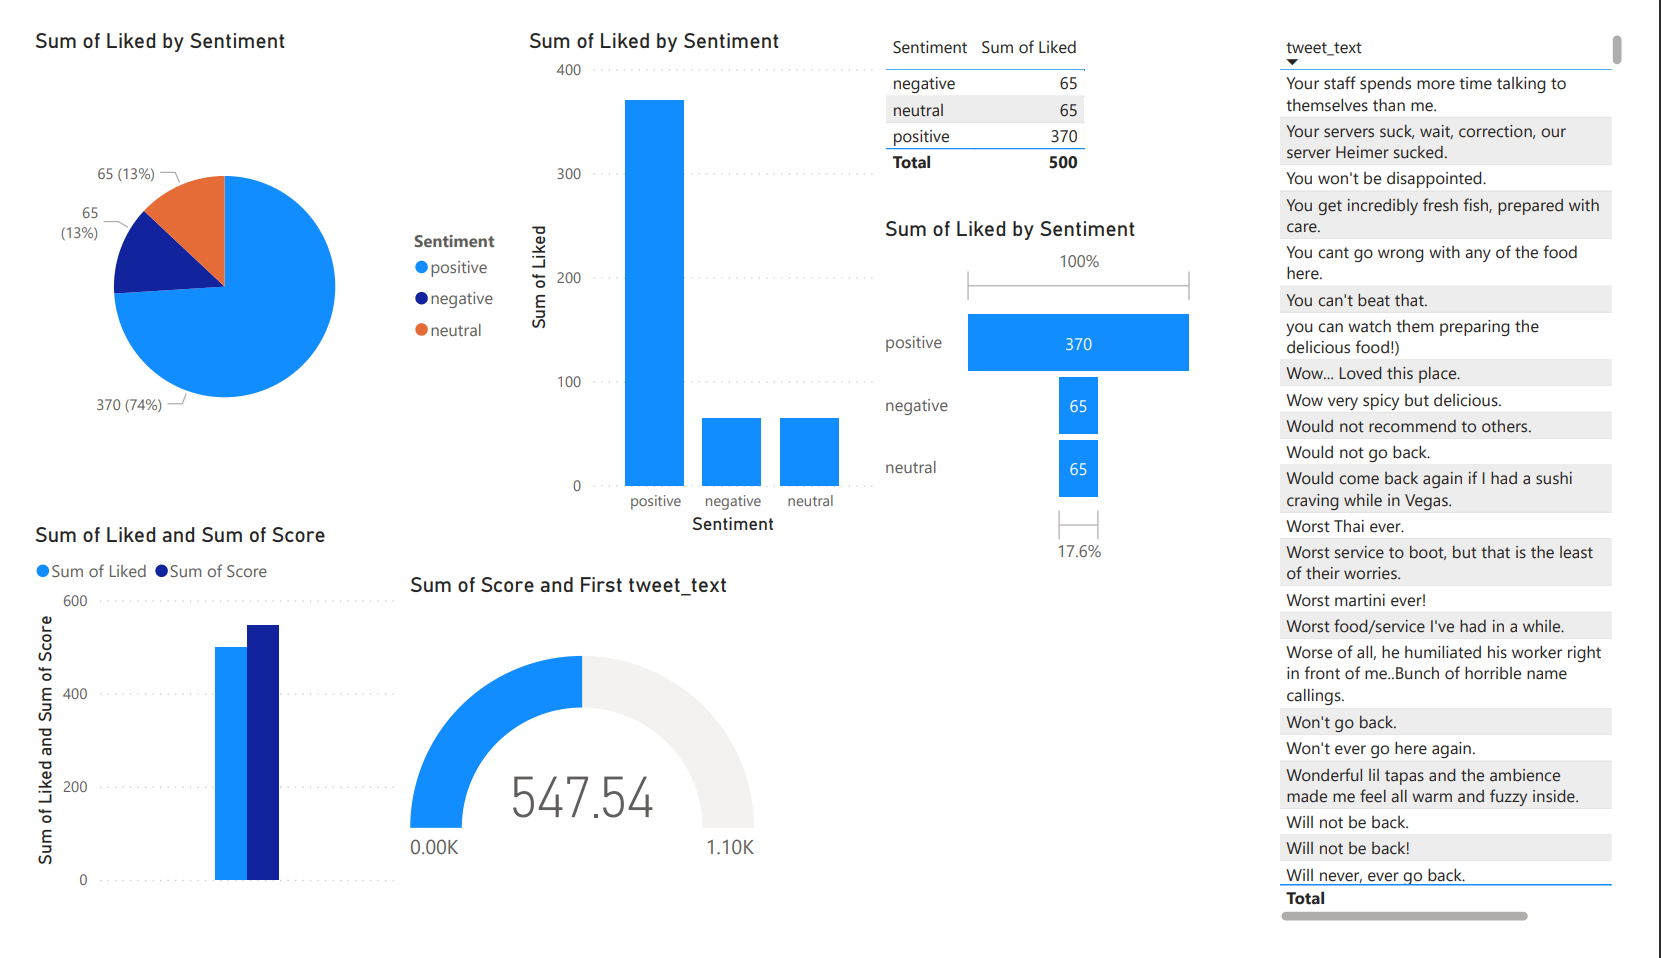 Sum of Liked by Sentiment
65 (13%)
65
(13%)
370 (74%)
Sentiment
positive
negative
neutral
Sum of Liked by Sentiment
Sum of Liked
400
300
200
100
0
positive negative neutral
Sentiment
Sentiment Sum of Liked
negative 65
neutral 65
positive 370
Total 500
Sum of Liked by Sentiment
100%
positive 370
negative 65
neutral 65
17.6%
Sum of Liked and Sum of Score
Sum of Liked Sum of Score
Sum of Liked and Sum of Score
600
400
200
0
Sum of Score and First tweet_text
547.54
0.00K 1.10K
tweet_text
Your staff spends more time talking to
themselves than me.
Your servers suck, wait, correction, our
server Heimer sucked.
You won't be disappointed.
You get incredibly fresh fish, prepared with
care.
You cant go wrong with any of the food
here.
You can't beat that.
you can watch them preparing the
delicious food!)
Wow... Loved this place.
Wow very spicy but delicious.
Would not recommend to others.
Would not go back.
Would come back again if I had a sushi
craving while in Vegas.
Worst Thai ever.
Worst service to boot, but that is the least
of their worries.
Worst martini ever!
Worst food/service I've had in a while.
Worse of all, he humiliated his worker right
in front of me..Bunch of horrible name
callings.
Won't go back.
Won't ever go here again.
Wonderful lil tapas and the ambience
made me feel all warm and fuzzy inside.
Will not be back.
Will not be back!
Will never, ever go back.
Total